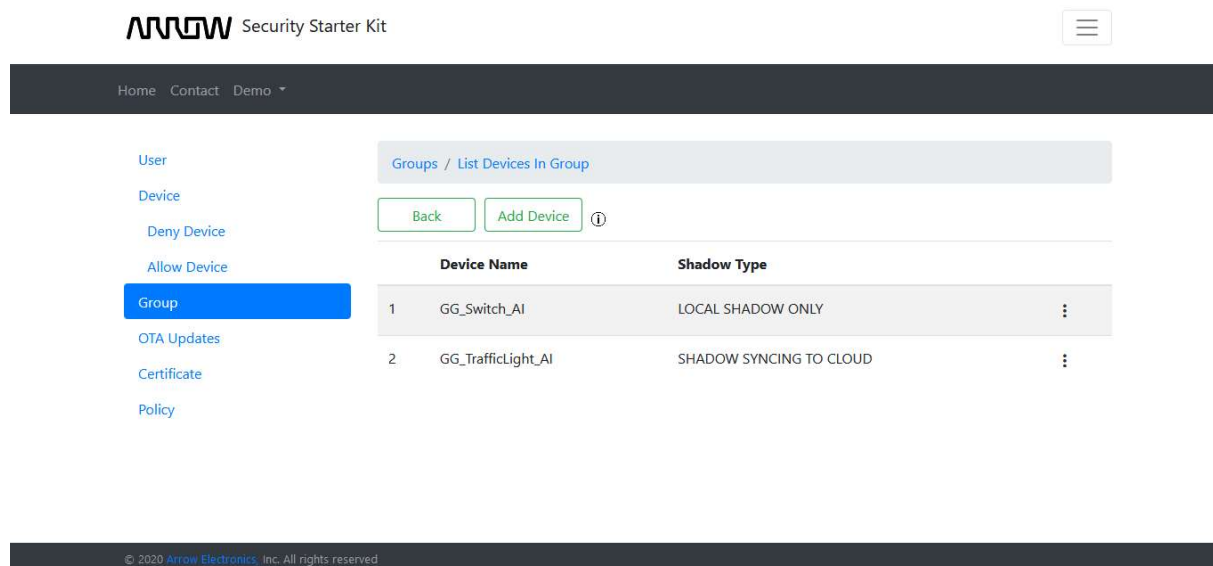 ARROW Security Starter Kit
Home Contact Demo
User
Device
Deny Device
Allow Device
Group
OTA Updates
Certificate
Policy
Groups / List Devices In Group
Back Add Device
Device Name Shadow Type
1 GG_Switch_AI LOCAL SHADOW ONLY
2 GG_TrafficLight_AI SHADOW SYNCING TO CLOUD
© 2020 Arrow Electronics, Inc. All rights reserved